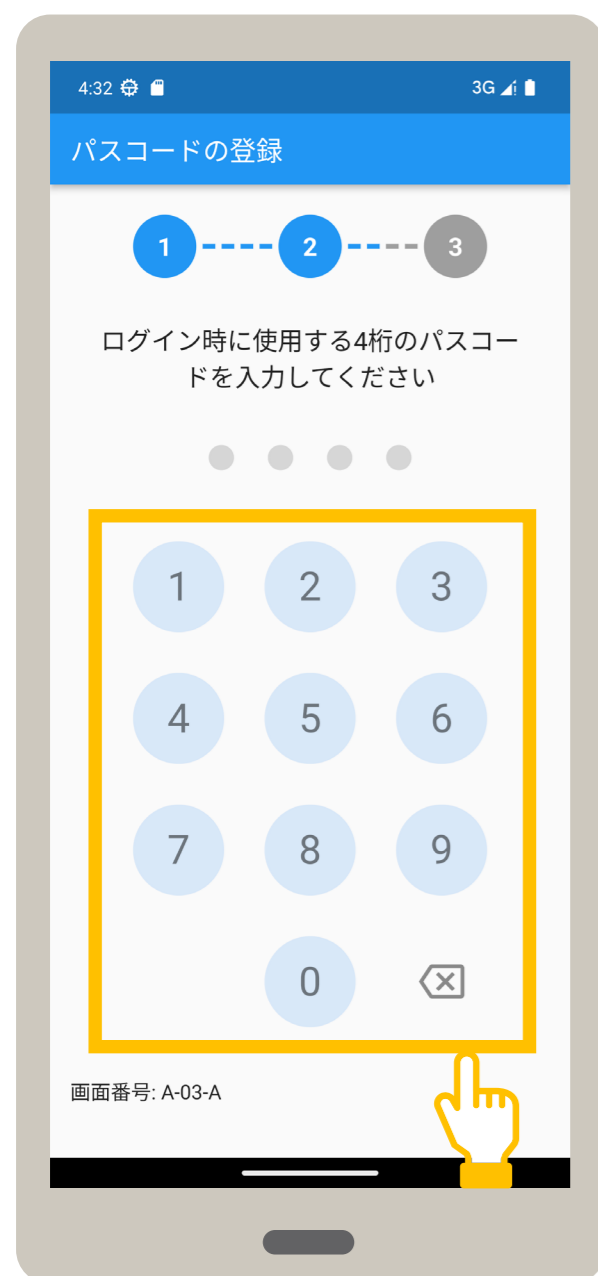 4:32 3G
パスコードの登録
1 2 3
ログイン時に使用する4桁のパスコー
ドを入力してください
1 2 3
4 5 6
7 8 9
0
画面番号: A-03-A